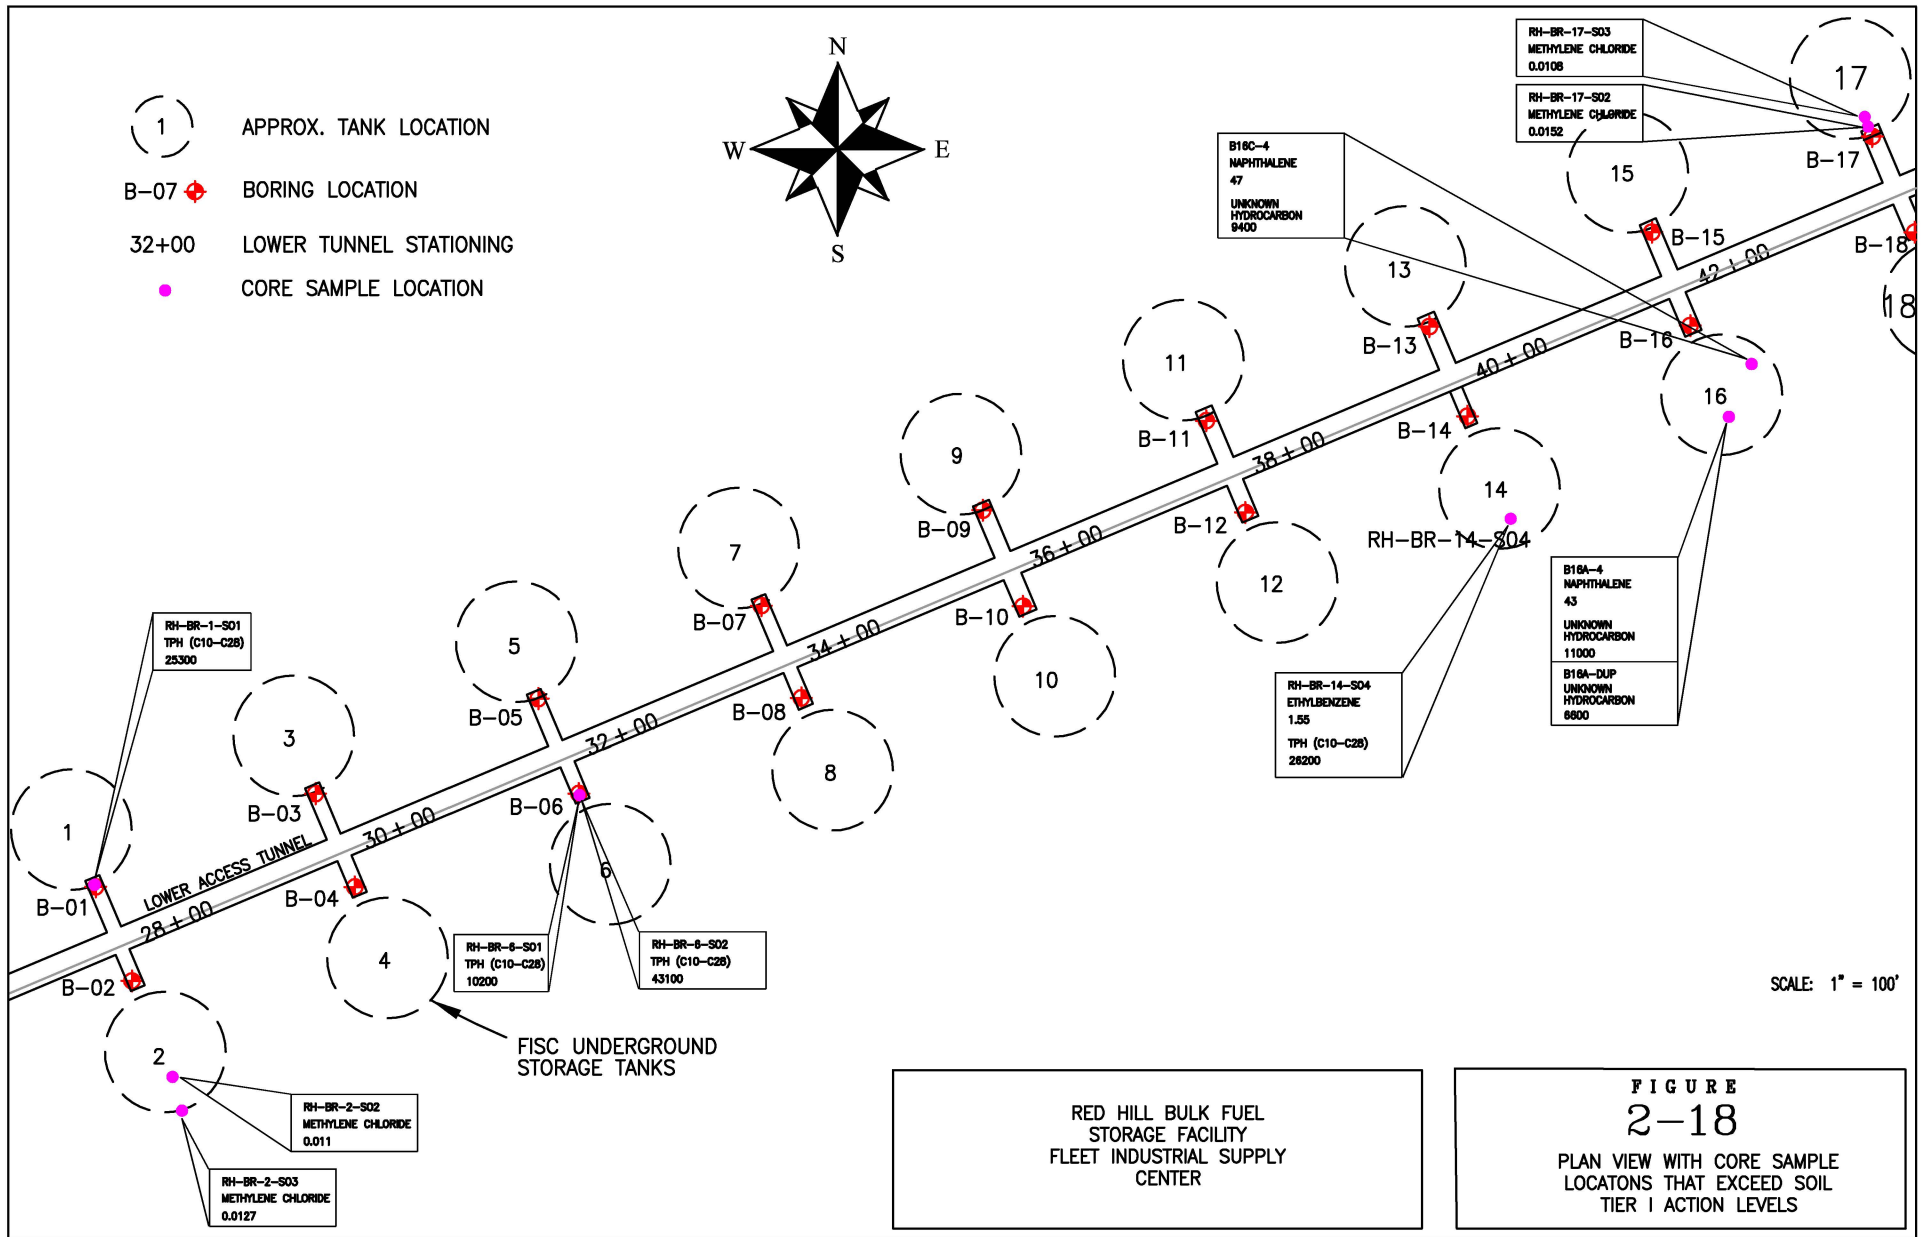 N
W
E
S
1
APPROX. TANK LOCATION
B-07
BORING LOCATION
32+00
LOWER TUNNEL STATIONING
CORE SAMPLE LOCATION
RH-BR-17-S03
METHYLENE CHLORIDE
0.0108
RH-BR-17-S02
METHYLENE CHLORIDE
0.0152
17
B-17
15
B-15
B-18
18
42+00
B16C-4
NAPHTHALENE
47
UNKNOWN
HYDROCARBON
9400
13
B-13
B-16
16
40+00
11
B-11
B-14
14
RH-BR-14-S04
38+00
9
B-09
B-12
12
36+00
7
B-07
B-10
10
34+00
5
B-05
B-08
8
32+00
3
B-03
B-06
6
30+00
1
B-01
LOWER ACCESS TUNNEL
B-04
4
28+00
B-02
2
RH-BR-1-S01
TPH (C10-C28)
25300
B16A-4
NAPHTHALENE
43
UNKNOWN
HYDROCARBON
11000
B16A-DUP
UNKNOWN
HYDROCARBON
6600
RH-BR-14-S04
ETHYLBENZENE
1.55
TPH (C10-C28)
26200
RH-BR-6-S01
TPH (C10-C28)
10200
RH-BR-6-S02
TPH (C10-C28)
43100
FISC UNDERGROUND
STORAGE TANKS
RH-BR-2-S02
METHYLENE CHLORIDE
0.011
RH-BR-2-S03
METHYLENE CHLORIDE
0.0127
SCALE: 1" = 100'
RED HILL BULK FUEL
STORAGE FACILITY
FLEET INDUSTRIAL SUPPLY
CENTER
FIGURE
2-18
PLAN VIEW WITH CORE SAMPLE
LOCATONS THAT EXCEED SOIL
TIER I ACTION LEVELS